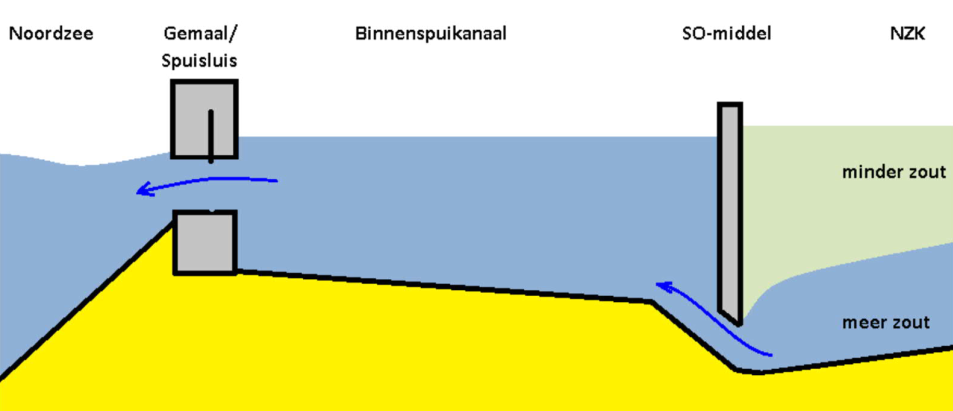 Noordzee
Gemaal/
Spuisluis
Binnenspuikanaal
SO-middel
NZK
minder zout
meer zout